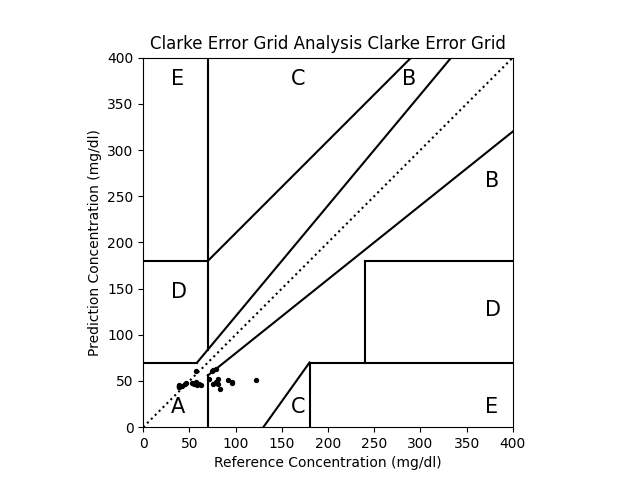 Clarke Error Grid Analysis Clarke Error Grid
400
350
300
250
200
150
100
50
0
Prediction Concentration (mg/dl)
E
C
B
B
D
D
A
C
E
0 50 100 150 200 250 300 350 400
Reference Concentration (mg/dl)